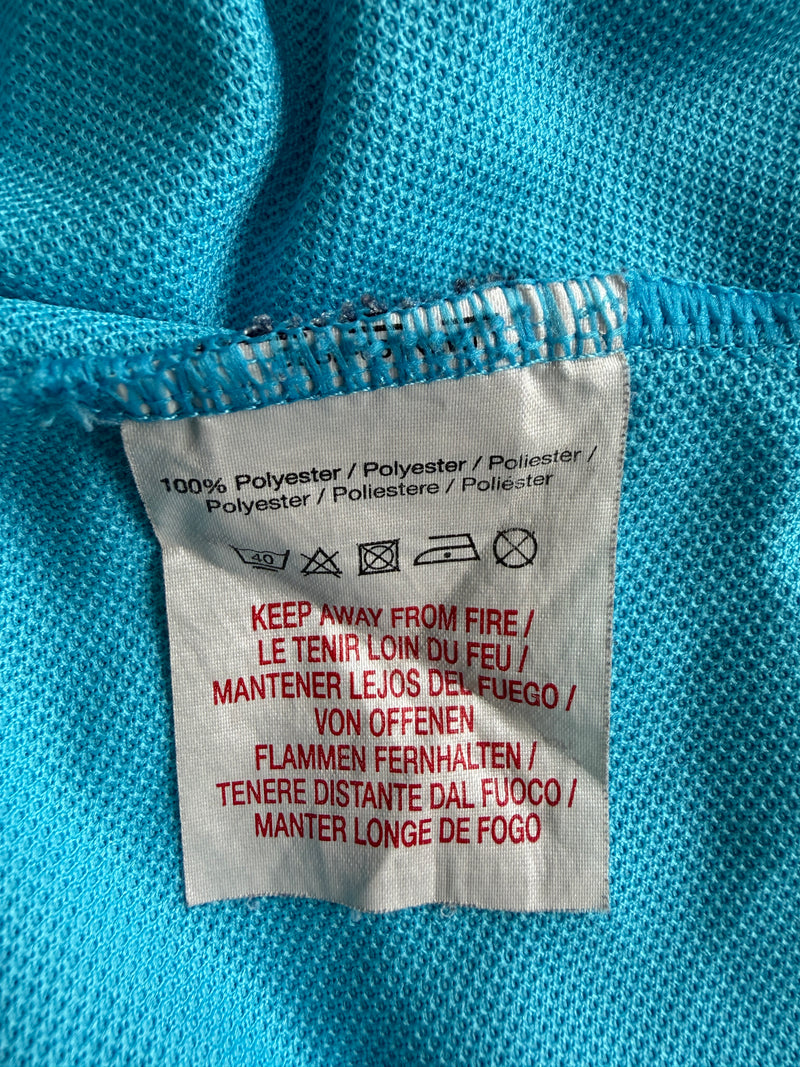 100% Polyester / Polyester / Poliester /
Polyester / Poliestere / Poliéster
40
KEEP AWAY FROM FIRE /
LE TENIR LOIN DU FEU /
MANTENER LEJOS DEL FUEGO /
VON OFFENEN
FLAMMEN FERNHALTEN /
TENERE DISTANTE DAL FUOCO /
MANTER LONGE DE FOGO